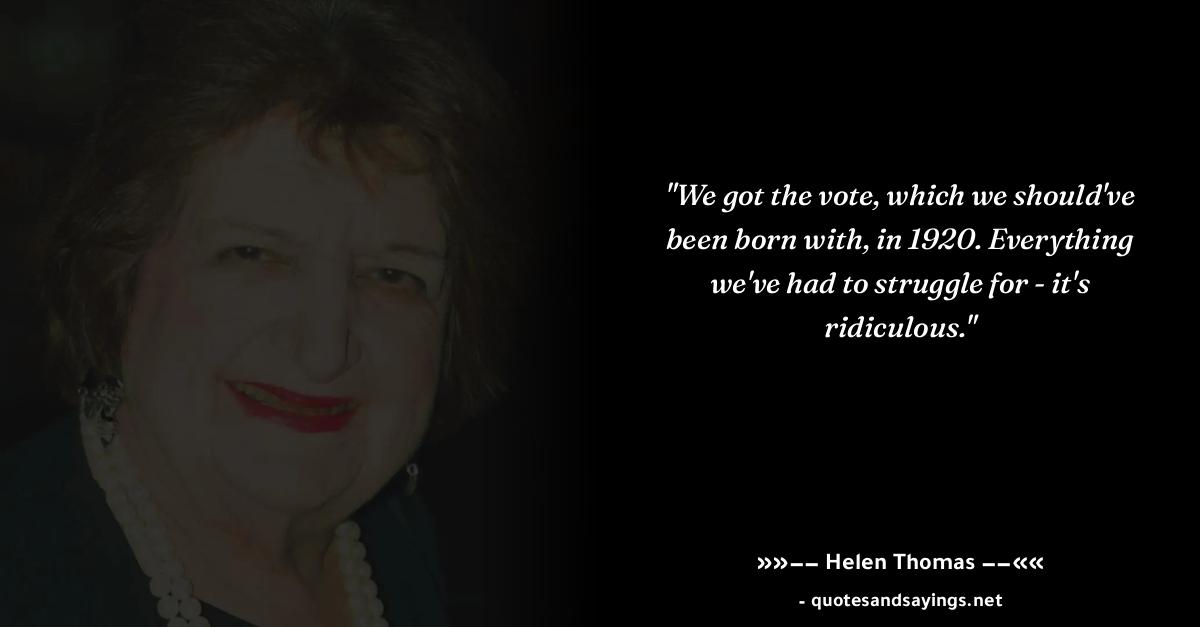 "We got the vote, which we should've
been born with, in 1920. Everything
we've had to struggle for - it's
ridiculous."
»»−− Helen Thomas −−««
- quotesandsayings.net